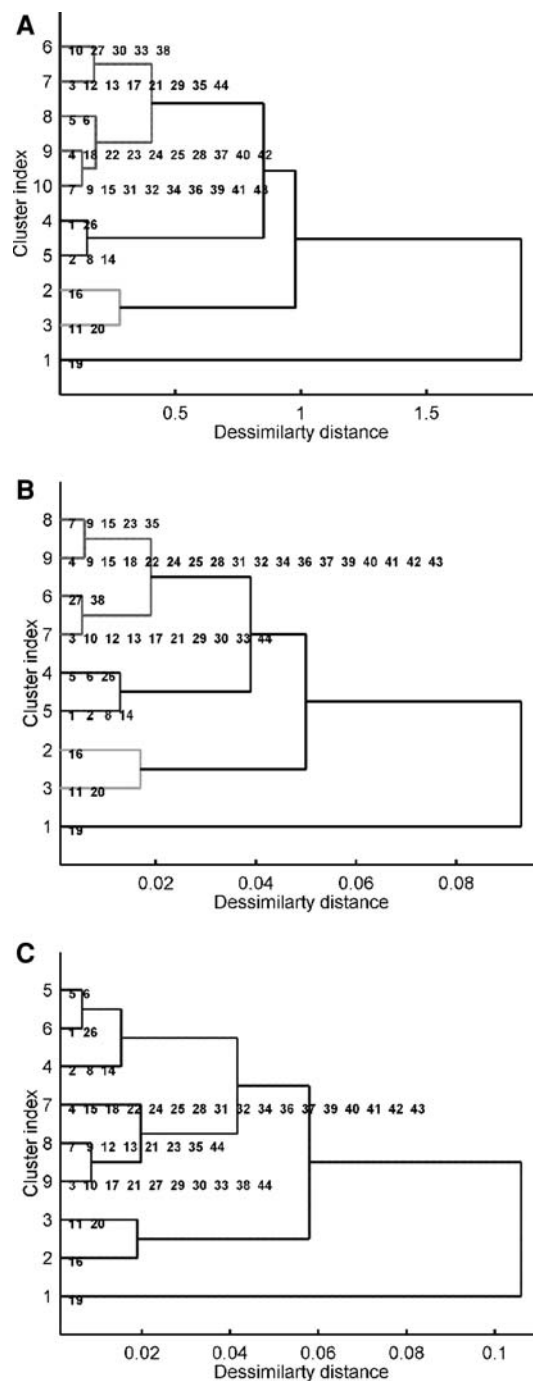 A
6 10 27 30 33 38
7 3 12 13 17 21 29 35 44
8 5 6
9 4 18 22 23 24 25 28 37 40 42
10 7 9 15 31 32 34 36 39 41 43
4 1 26
5 2 8 14
2 16
3 11 20
1 19
Cluster index
0.5 1 1.5
Dessimilarty distance
B
8 7 9 15 23 35
9 4 9 15 18 22 24 25 28 31 32 34 36 37 39 40 41 42 43
6 27 38
7 3 10 12 13 17 21 29 30 33 44
4 5 6 26
5 1 2 8 14
2 16
3 11 20
1 19
Cluster index
0.02 0.04 0.06 0.08
Dessimilarty distance
C
5 5 6
6 1 26
4 2 8 14
7 4 15 18 22 24 25 28 31 32 34 36 37 39 40 41 42 43
8 7 9 12 13 21 23 35 44
9 3 10 17 21 27 29 30 33 38 44
3 11 20
2 16
1 19
Cluster index
0.02 0.04 0.06 0.08 0.1
Dessimilarty distance